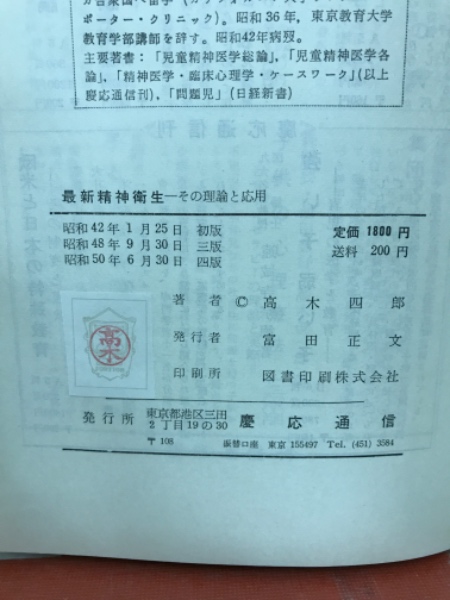 ポーター・クリニック)。昭和36年，東京教育大学
教育学部講師を辞す。昭和42年病歿。
主要著書：「児童精神医学総論」，「児童精神医学各
論」，「精神医学・臨床心理学・ケースワーク」(以上
慶応通信刊)，「問題児」(日経新書)
最新精神衛生―その理論と応用
昭和42年1月25日 初版
昭和48年9月30日 三版
昭和50年6月30日 四版
定価 1800円
送料 200円
著者 © 高木四郎
発行者 富田正文
印刷所 図書印刷株式会社
高木
発行所 東京都港区三田2丁目19の30 慶応通信
〒108 振替口座 東京 155497 Tel. (451) 3584